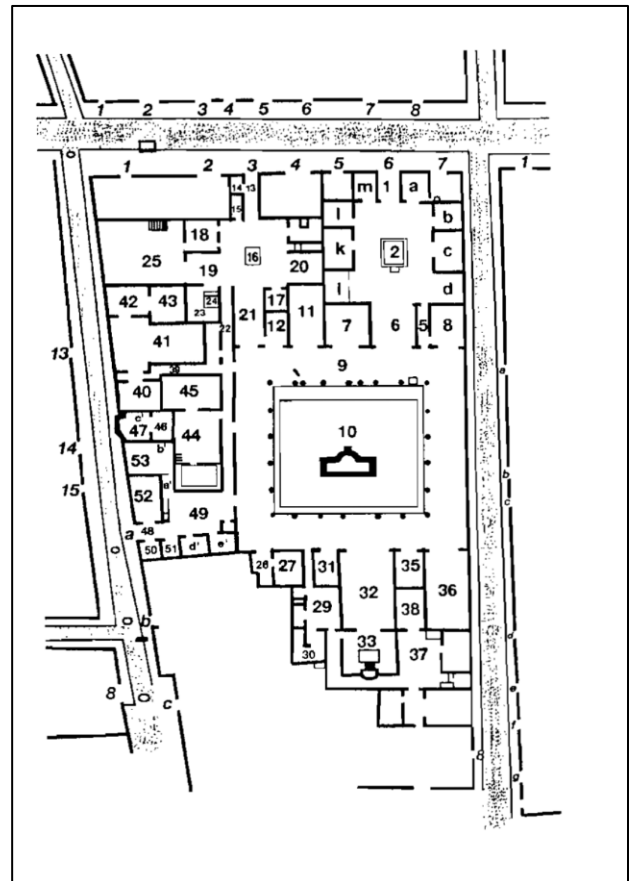 1 2 3 4 5 6 7 8
1 2 3 4 5 6 7 1
14 13 m 1 a
15 l b
18 k 2 c
25 19 16 20
i d
42 43 24 17
23 21 11
22 12 7 6 5 8
41
13 9
39 a
40 45
10
c'
47 46 44
14 b'
53 b
15 a' c
52
49
a 48
50 51 d' e' 26 27 31 35
32 36
29 38
b d
33
30 37
8 c e
f
8
g